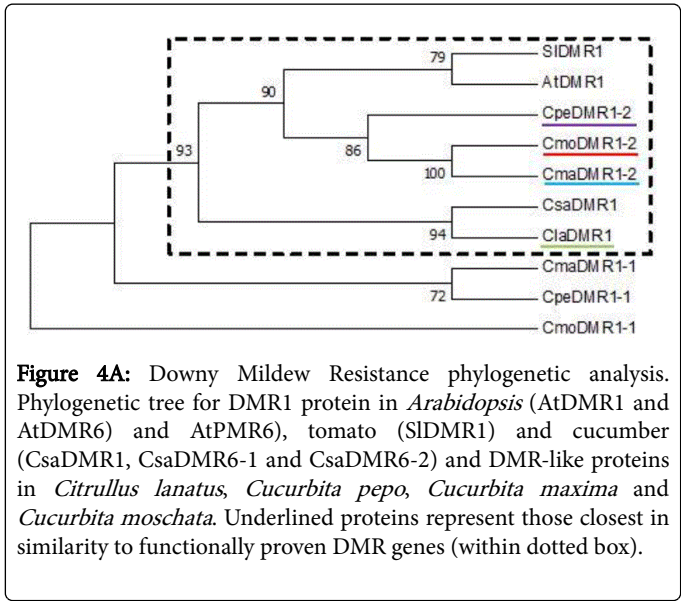 79
SlDMR1
AtDMR1
90
CpeDMR1-2
86
CmoDMR1-2
93
100
CmaDMR1-2
CsaDMR1
94
ClaDMR1
CmaDMR1-1
72
CpeDMR1-1
CmoDMR1-1
Figure 4A: Downy Mildew Resistance phylogenetic analysis.
Phylogenetic tree for DMR1 protein in Arabidopsis (AtDMR1 and
AtDMR6) and AtPMR6), tomato (SlDMR1) and cucumber
(CsaDMR1, CsaDMR6-1 and CsaDMR6-2) and DMR-like proteins
in Citrullus lanatus, Cucurbita pepo, Cucurbita maxima and
Cucurbita moschata. Underlined proteins represent those closest in
similarity to functionally proven DMR genes (within dotted box).